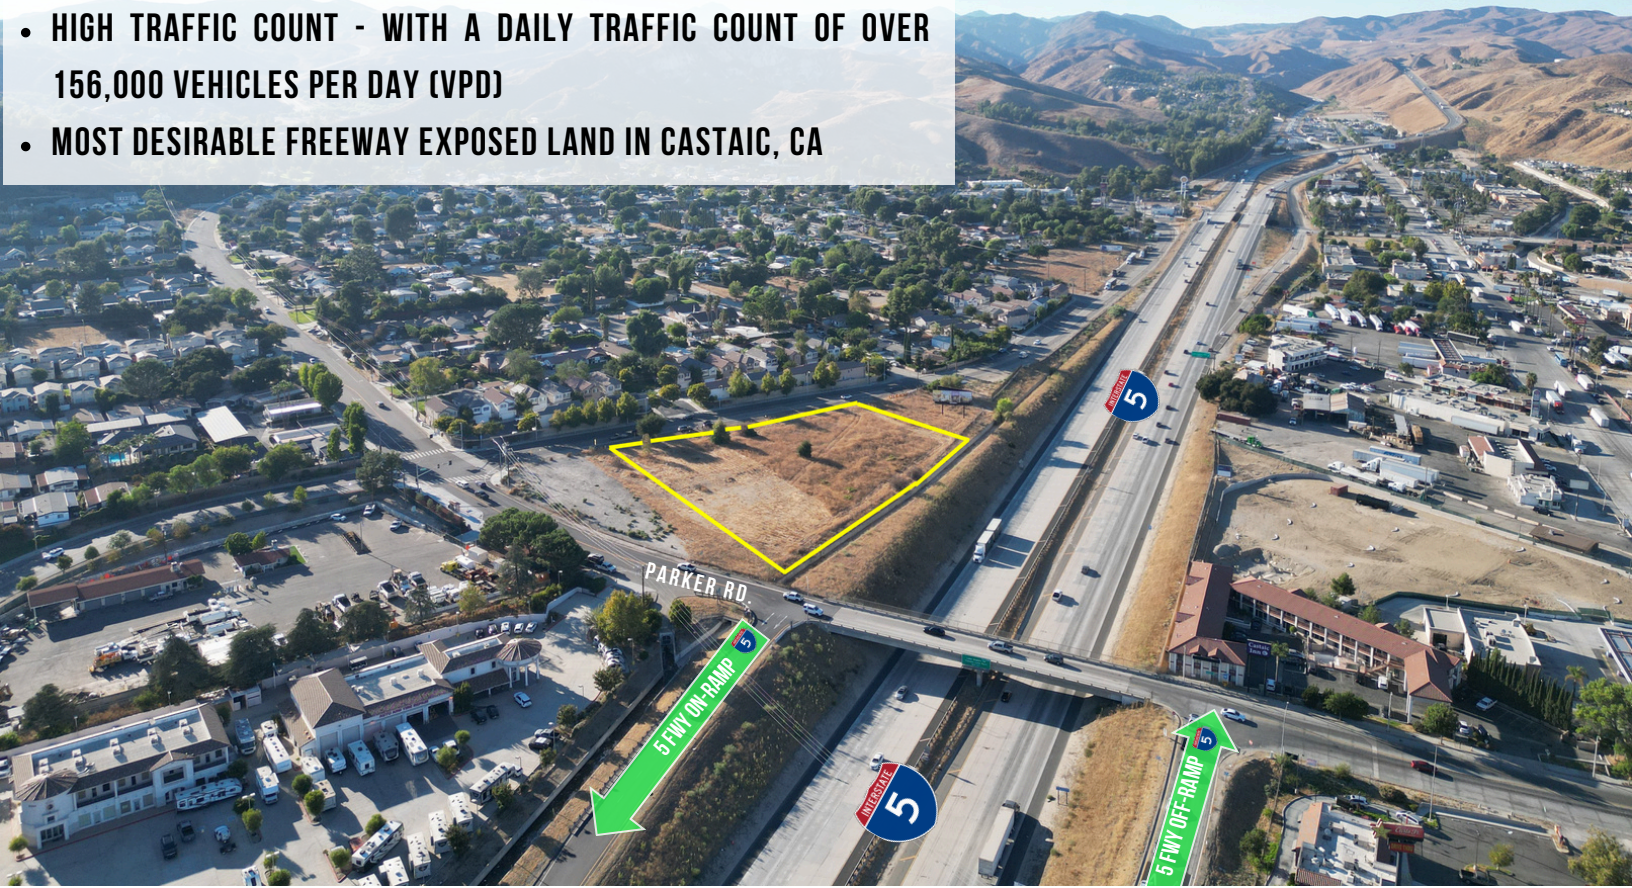 • HIGH TRAFFIC COUNT - WITH A DAILY TRAFFIC COUNT OF OVER
156,000 VEHICLES PER DAY (VPD)
• MOST DESIRABLE FREEWAY EXPOSED LAND IN CASTAIC, CA
INTERSTATE
5
PARKER RD
5
5 FWY ON-RAMP
Castaic
Inn
5
5 FWY OFF-RAMP
INTERSTATE
5